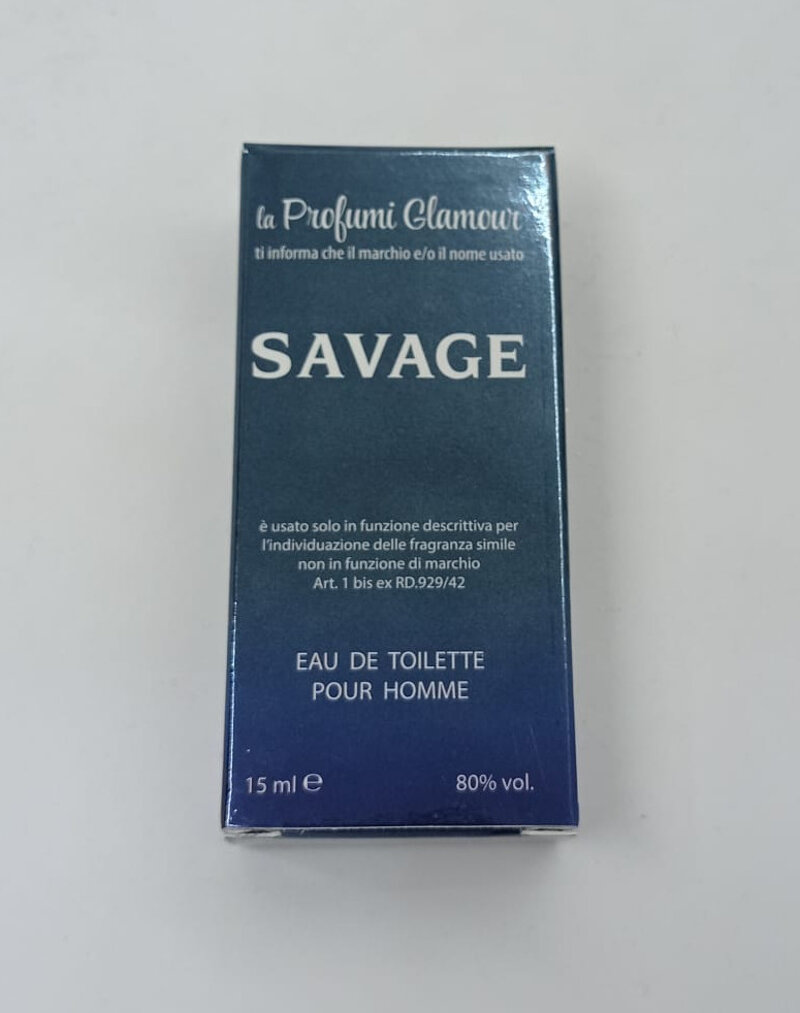 la Profumi Glamour
ti informa che il marchio e/o il nome usato
SAVAGE
è usato solo in funzione descrittiva per
l'individuazione delle fragranza simile
non in funzione di marchio
Art. 1 bis ex RD.929/42
EAU DE TOILETTE
POUR HOMME
15 ml ℮ 80% vol.